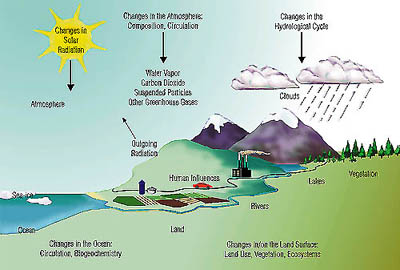 Changes in
Solar
Radiation
Changes in the Atmosphere:
Composition, Circulation
Changes in the
Hydrological Cycle
Water Vapor
Carbon Dioxide
Suspended Particles
Other Greenhouse Gases
Atmosphere
Clouds
Outgoing
Radiation
Human Influences
Lakes
Vegetation
Sea-ice
Rivers
Ocean
Land
Changes in the Ocean:
Circulation, Biogeochemistry
Changes in/on the Land Surface:
Land Use, Vegetation, Ecosystems